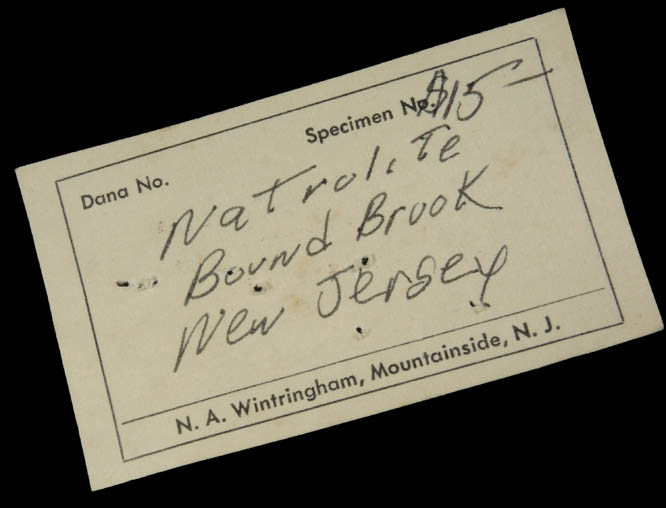 Specimen No. $15-
Dana No.
Natrolite
Bound Brook
New Jersey
N. A. Wintringham, Mountainside, N. J.